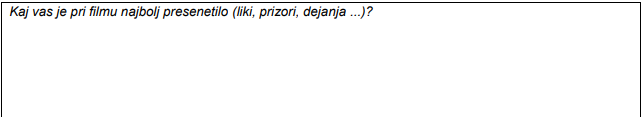 Kaj vas je pri filmu najbolj presenetilo (liki, prizori, dejanja ...)?